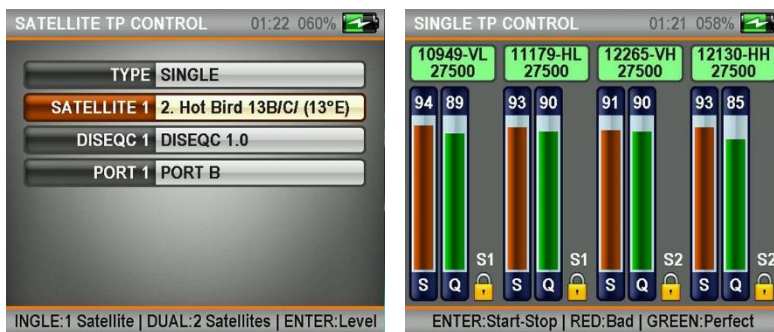 SATELLITE TP CONTROL 01:22 060%
TYPE SINGLE
SATELLITE 1 2. Hot Bird 13B/C/ (13ºE)
DISEQC 1 DISEQC 1.0
PORT 1 PORT B
INGLE:1 Satellite | DUAL:2 Satellites | ENTER:Level
SINGLE TP CONTROL 01:21 058%
10949-VL 11179-HL 12265-VH 12130-HH
27500 27500 27500 27500
94 89 93 90 91 90 93 85
S1 S1 S2 S2
S Q S Q S Q S Q
ENTER:Start-Stop | RED:Bad | GREEN:Perfect